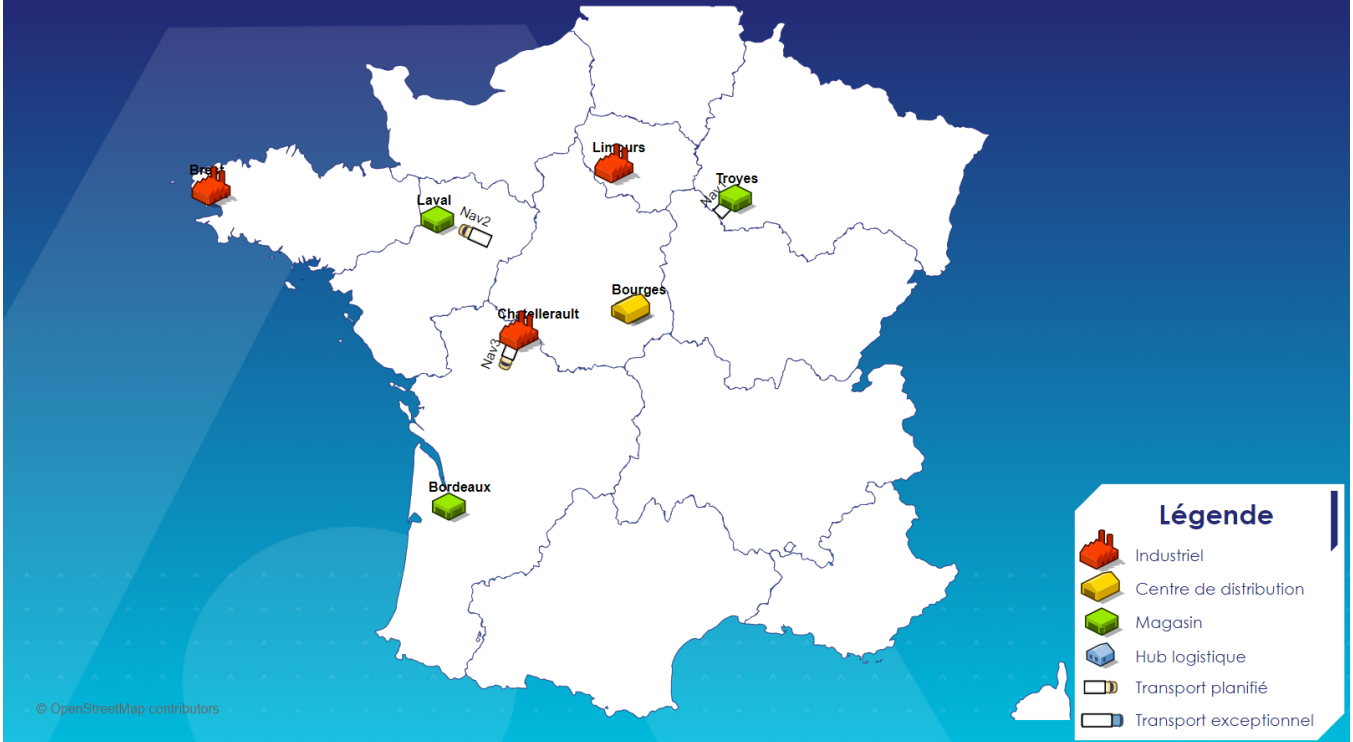 Limours
Troyes
Nav1
Laval
Nav2
Bourges
Chatellerault
Nav3
Bordeaux
Légende
Industriel
Centre de distribution
Magasin
Hub logistique
Transport planifié
Transport exceptionnel
© OpenStreetMap contributors